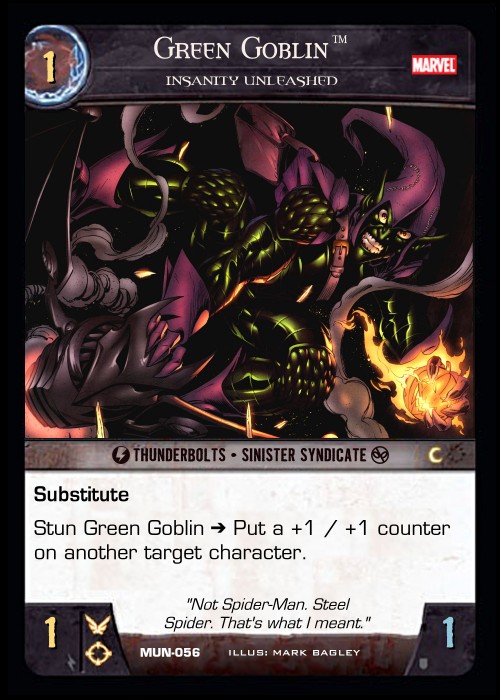 1
GREEN GOBLIN™
MARVEL
INSANITY UNLEASHED
THUNDERBOLTS • SINISTER SYNDICATE
C
Substitute
Stun Green Goblin ➔ Put a +1 / +1 counter
on another target character.
"Not Spider-Man. Steel
Spider. That's what I meant."
1
1
MUN-056 ILLUS: MARK BAGLEY